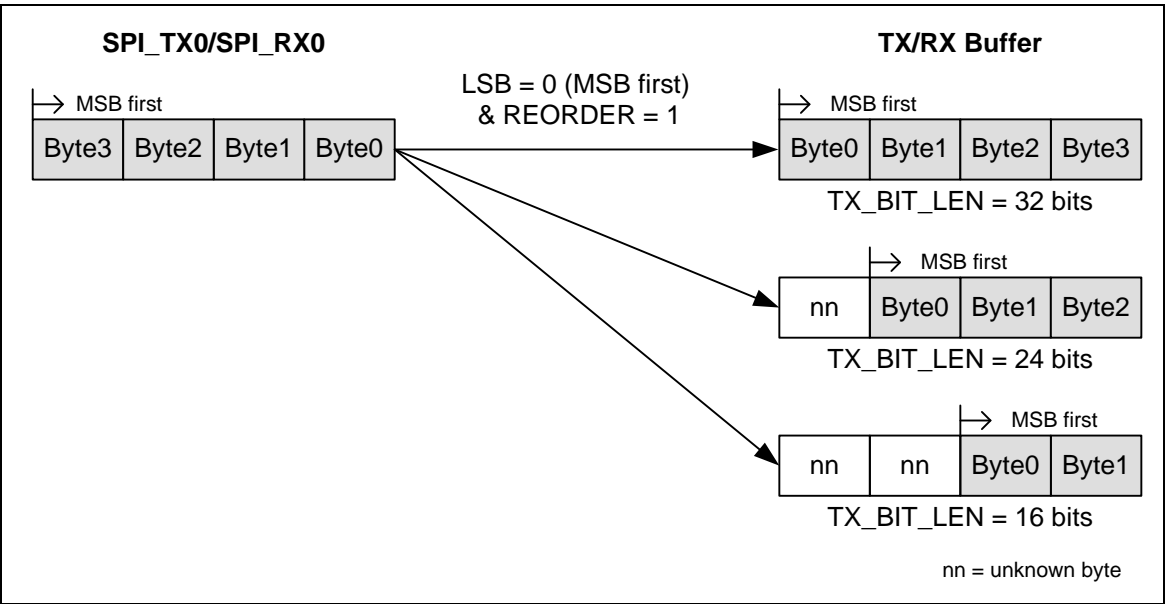 SPI_TX0/SPI_RX0
TX/RX Buffer
LSB = 0 (MSB first)
& REORDER = 1
MSB first
Byte3 Byte2 Byte1 Byte0
MSB first
Byte0 Byte1 Byte2 Byte3
TX_BIT_LEN = 32 bits
MSB first
nn Byte0 Byte1 Byte2
TX_BIT_LEN = 24 bits
MSB first
nn nn Byte0 Byte1
TX_BIT_LEN = 16 bits
nn = unknown byte